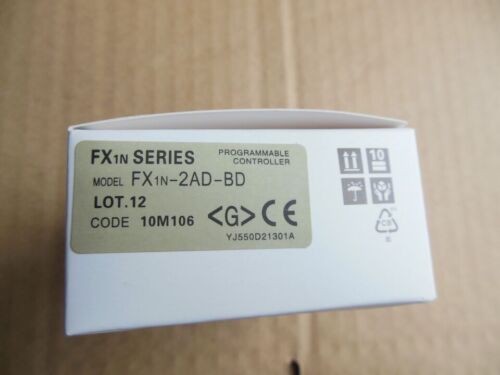 FX1N SERIES
PROGRAMMABLE
CONTROLLER
MODEL FX1N-2AD-BD
LOT.12
CODE 10M106
<G> CE
YJ550D21301A
10